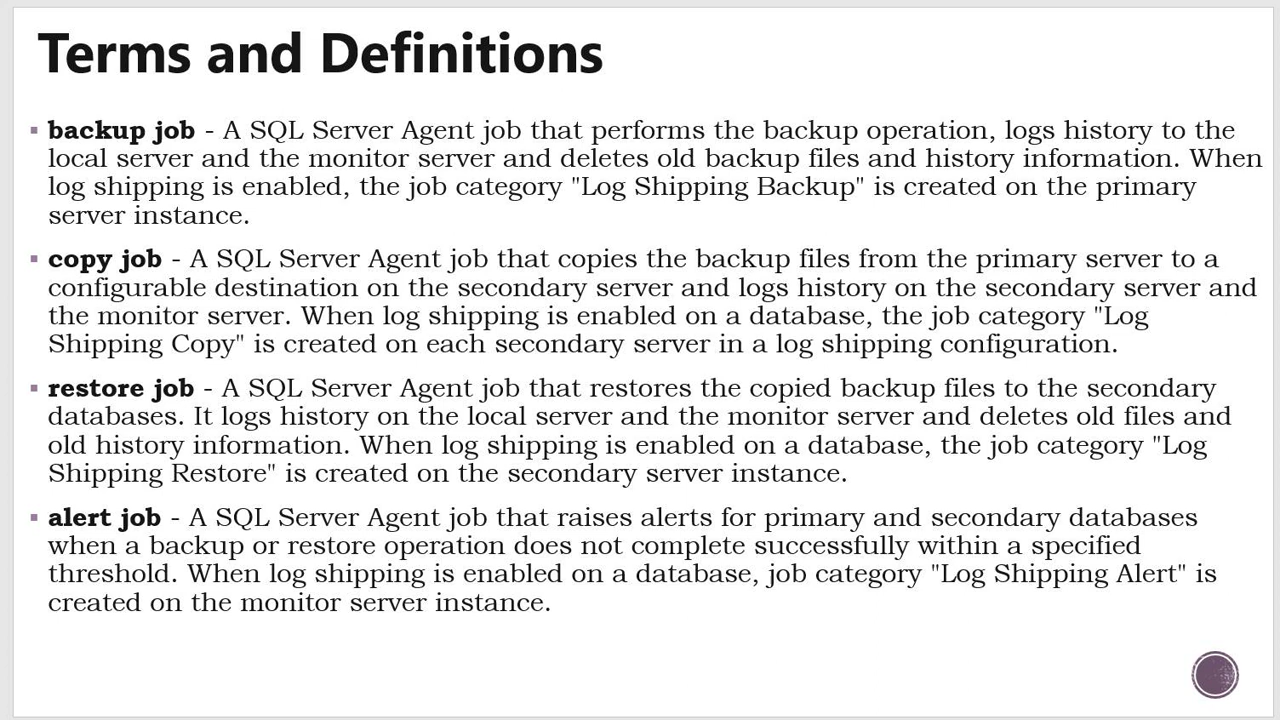 Terms and Definitions
▪ backup job - A SQL Server Agent job that performs the backup operation, logs history to the
local server and the monitor server and deletes old backup files and history information. When
log shipping is enabled, the job category "Log Shipping Backup" is created on the primary
server instance.
▪ copy job - A SQL Server Agent job that copies the backup files from the primary server to a
configurable destination on the secondary server and logs history on the secondary server and
the monitor server. When log shipping is enabled on a database, the job category "Log
Shipping Copy" is created on each secondary server in a log shipping configuration.
▪ restore job - A SQL Server Agent job that restores the copied backup files to the secondary
databases. It logs history on the local server and the monitor server and deletes old files and
old history information. When log shipping is enabled on a database, the job category "Log
Shipping Restore" is created on the secondary server instance.
▪ alert job - A SQL Server Agent job that raises alerts for primary and secondary databases
when a backup or restore operation does not complete successfully within a specified
threshold. When log shipping is enabled on a database, job category "Log Shipping Alert" is
created on the monitor server instance.